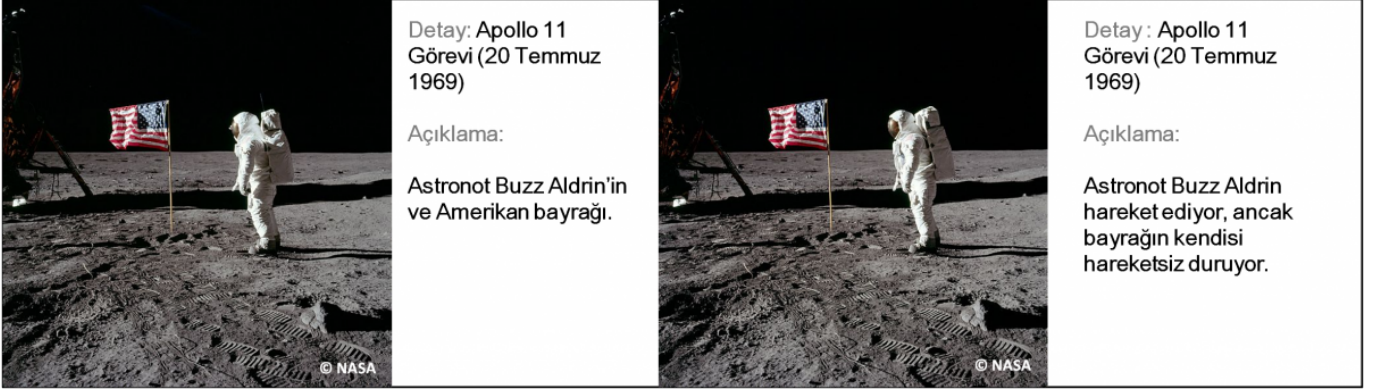 Detay: Apollo 11
Görevi (20 Temmuz
1969)
Açıklama:
Astronot Buzz Aldrin’in
ve Amerikan bayrağı.
© NASA
Detay : Apollo 11
Görevi (20 Temmuz
1969)
Açıklama:
Astronot Buzz Aldrin
hareket ediyor, ancak
bayrağın kendisi
hareketsiz duruyor.
© NASA